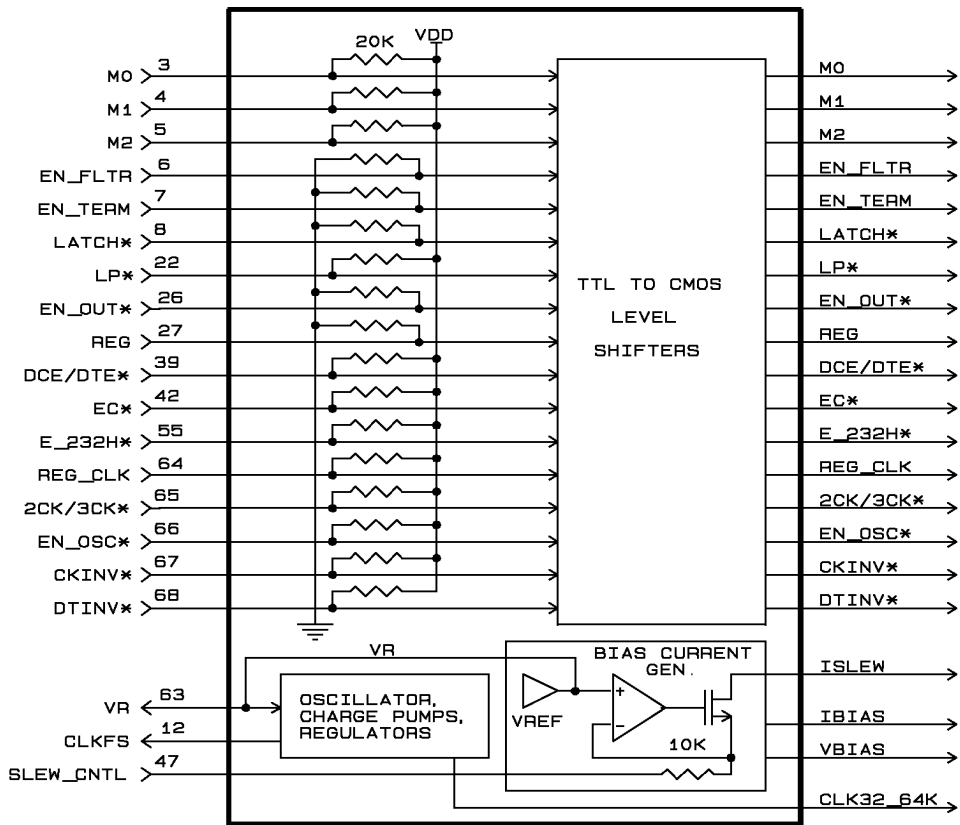 VDD
20K
M0 3 M0
M1 4 M1
M2 5 M2
EN_FLTR 6 EN_FLTR
EN_TERM 7 EN_TERM
LATCH* 8 LATCH*
LP* 22 LP*
EN_OUT* 26 EN_OUT*
REG 27 REG
DCE/DTE* 39 DCE/DTE*
EC* 42 EC*
E_232H* 55 E_232H*
REG_CLK 64 REG_CLK
2CK/3CK* 65 2CK/3CK*
EN_OSC* 66 EN_OSC*
CKINV* 67 CKINV*
DTINV* 68 DTINV*
TTL TO CMOS
LEVEL
SHIFTERS
VR
BIAS CURRENT
GEN.
ISLEW
VR 63
OSCILLATOR,
CHARGE PUMPS,
REGULATORS
VREF
+
-
IBIAS
CLKFS 12
10K
VBIAS
SLEW_CNTL 47
CLK32_64K